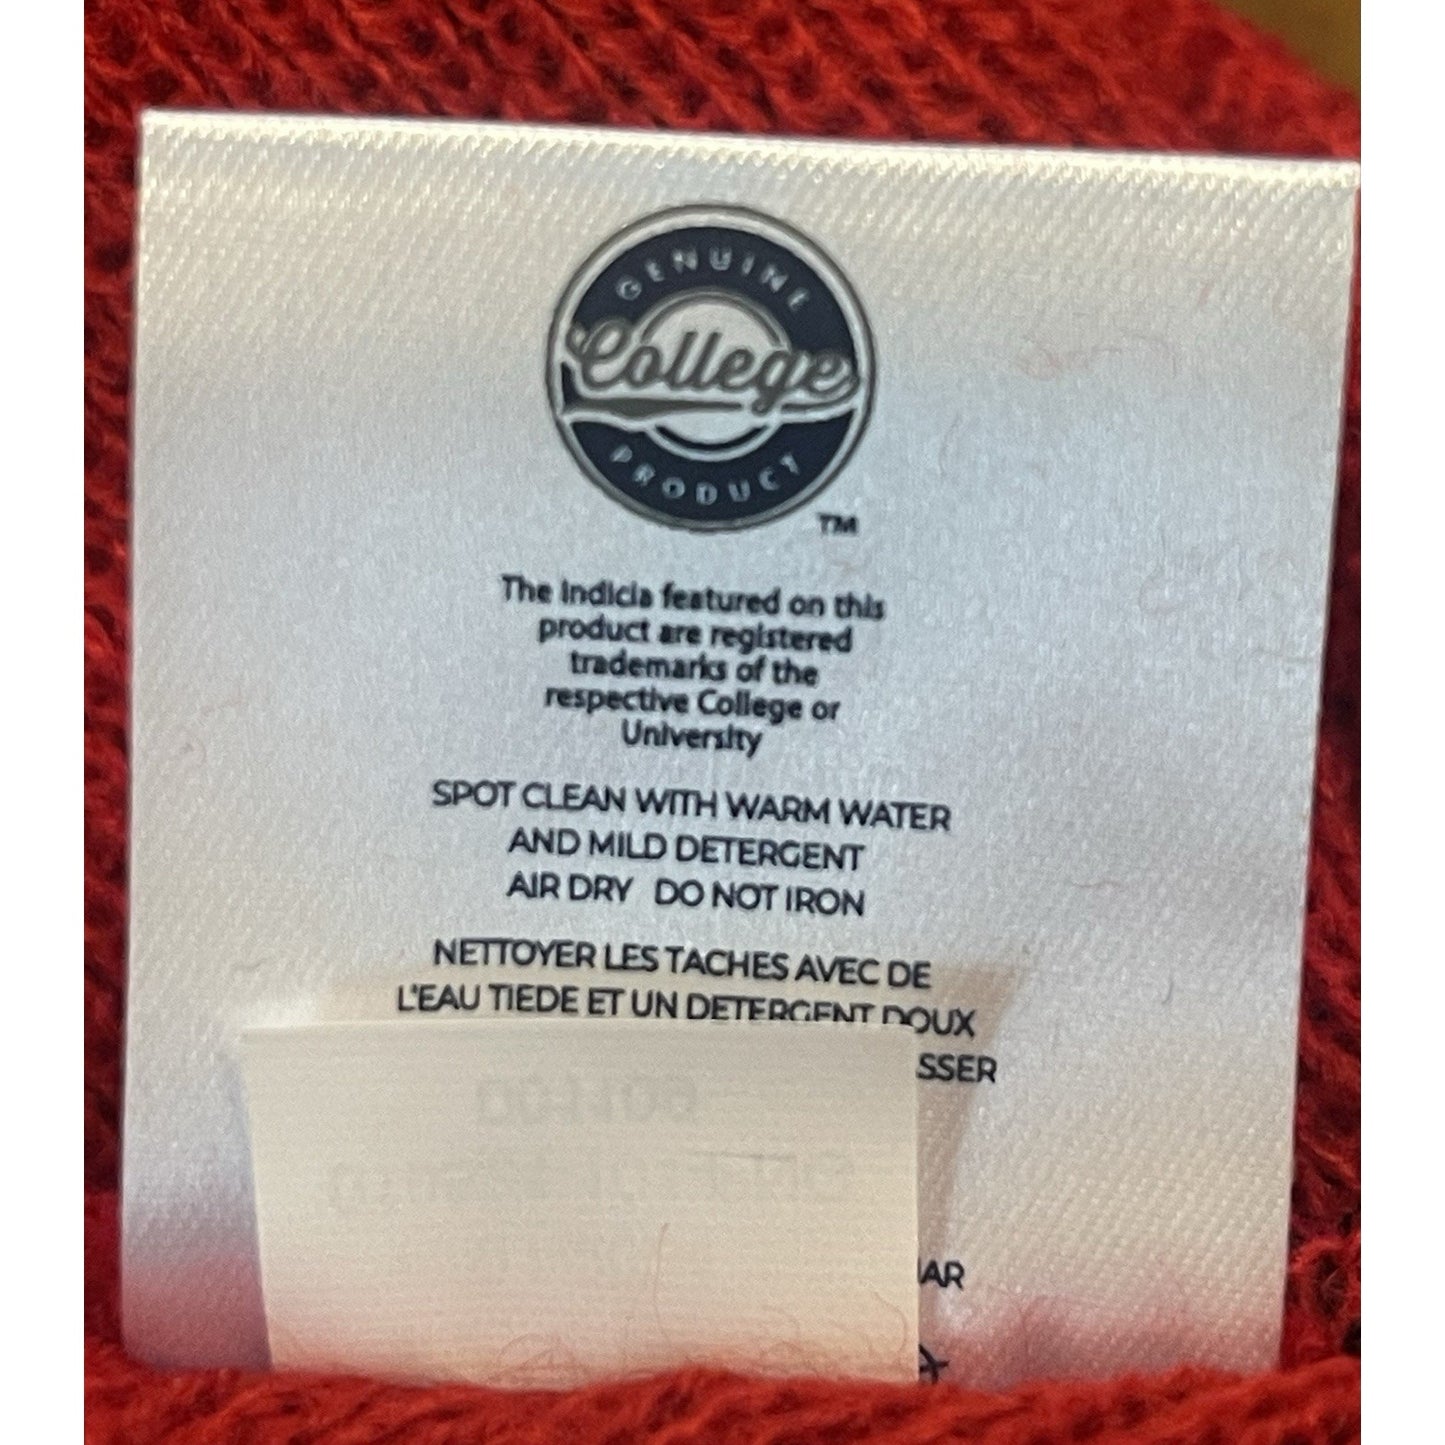 GENUINE
College
PRODUCT
TM
The Indicia featured on this
product are registered
trademarks of the
respective College or
University
SPOT CLEAN WITH WARM WATER
AND MILD DETERGENT
AIR DRY DO NOT IRON
NETTOYER LES TACHES AVEC DE
L'EAU TIEDE ET UN DETERGENT DOUX
SSER
AR